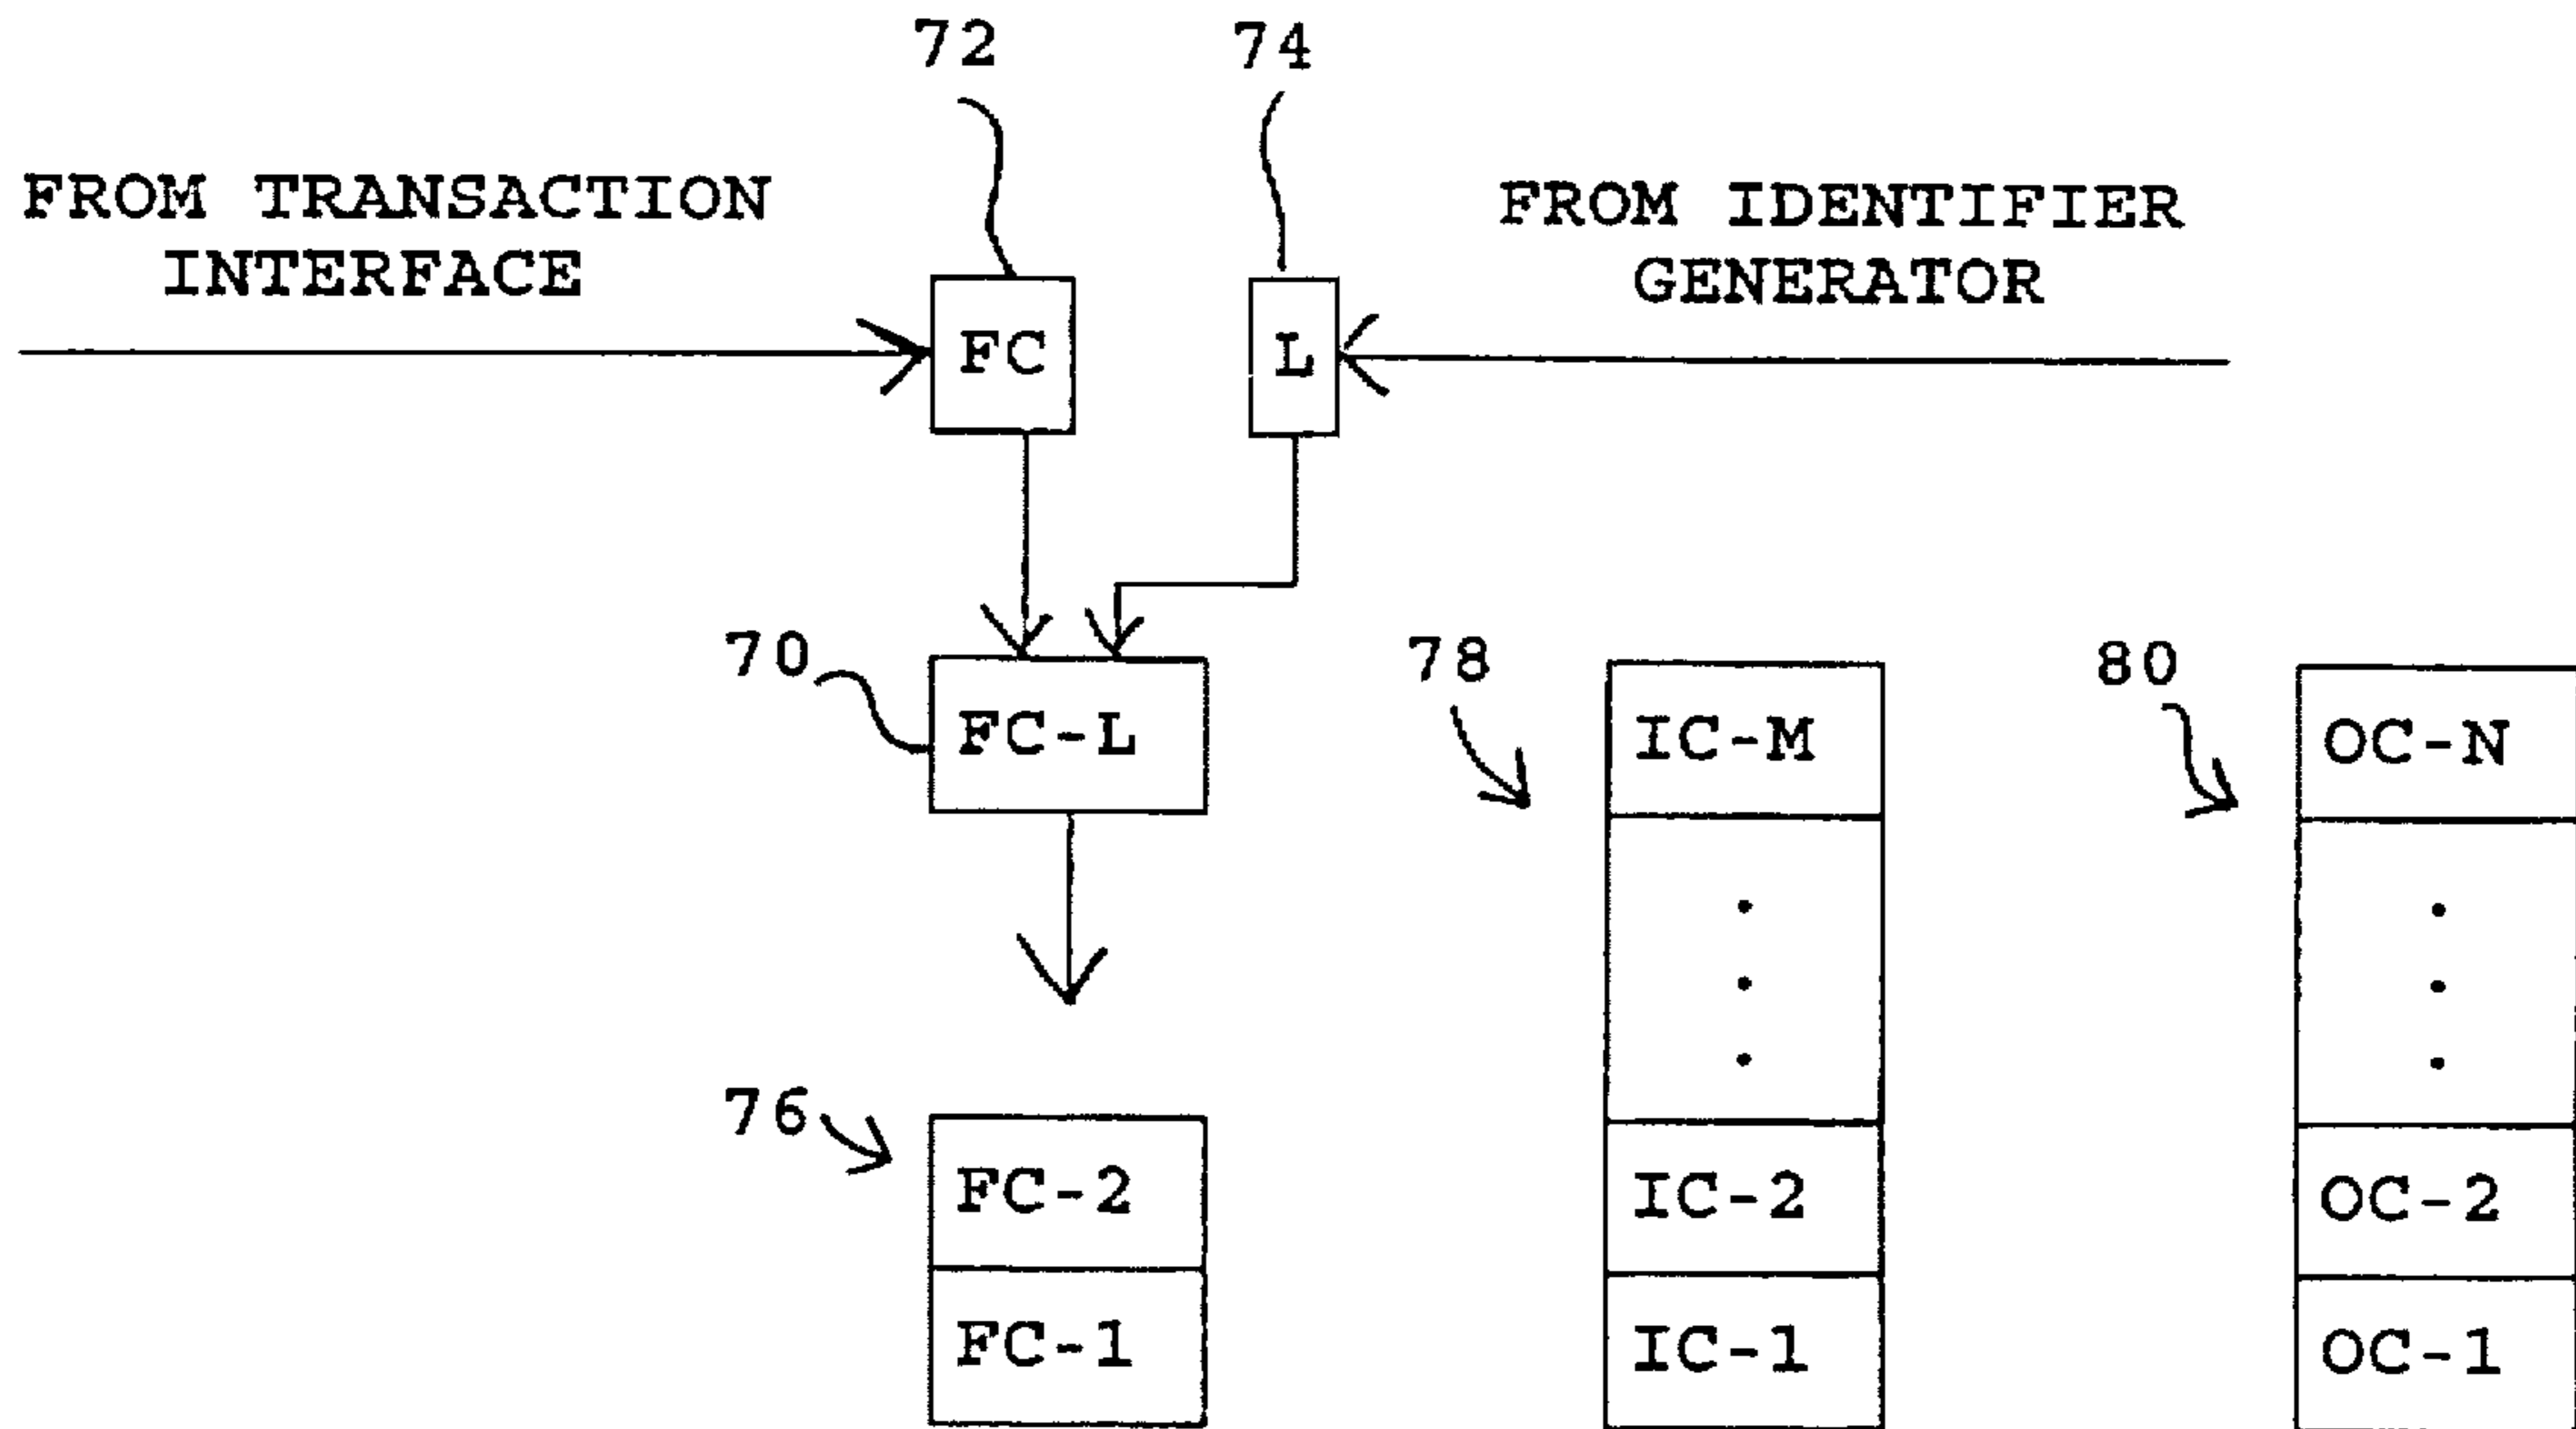 72
74
FROM TRANSACTION
INTERFACE
FROM IDENTIFIER
GENERATOR
FC
L
70
FC-L
78
IC-M
80
OC-N
76
FC-2
IC-2
OC-2
FC-1
IC-1
OC-1